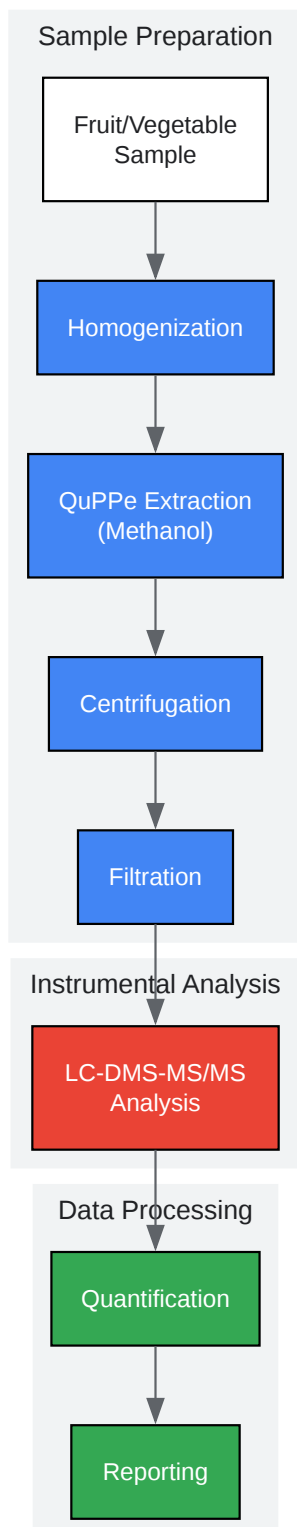 Sample Preparation
Fruit/Vegetable
Sample
Homogenization
QuPPe Extraction
(Methanol)
Centrifugation
Filtration
Instrumental Analysis
LC-DMS-MS/MS
Analysis
Data Processing
Quantification
Reporting